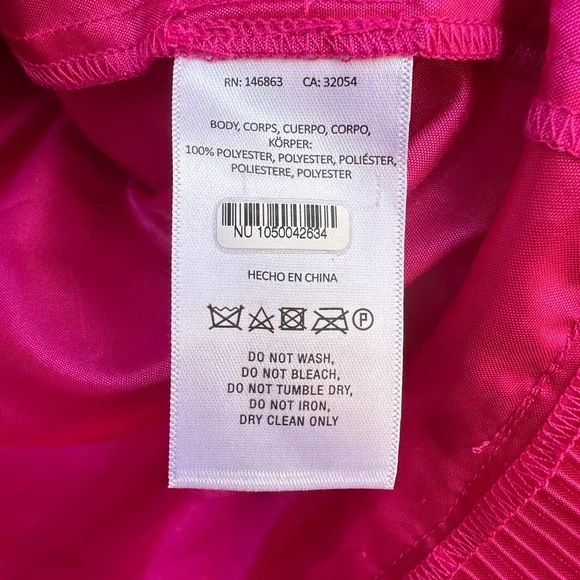 RN: 146863 CA: 32054
BODY, CORPS, CUERPO, CORPO,
KÖRPER:
100% POLYESTER, POLYESTER, POLIÉSTER,
POLIESTERE, POLYESTER
NU 1050042634
HECHO EN CHINA
P
DO NOT WASH,
DO NOT BLEACH,
DO NOT TUMBLE DRY,
DO NOT IRON,
DRY CLEAN ONLY